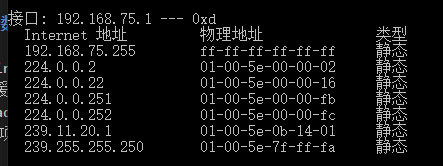 接口: 192.168.75.1 --- 0xd
Internet 地址 物理地址 类型
192.168.75.255 ff-ff-ff-ff-ff-ff 静态
224.0.0.2 01-00-5e-00-00-02 静态
224.0.0.22 01-00-5e-00-00-16 静态
224.0.0.251 01-00-5e-00-00-fb 静态
224.0.0.252 01-00-5e-00-00-fc 静态
239.11.20.1 01-00-5e-0b-14-01 静态
239.255.255.250 01-00-5e-7f-ff-fa 静态